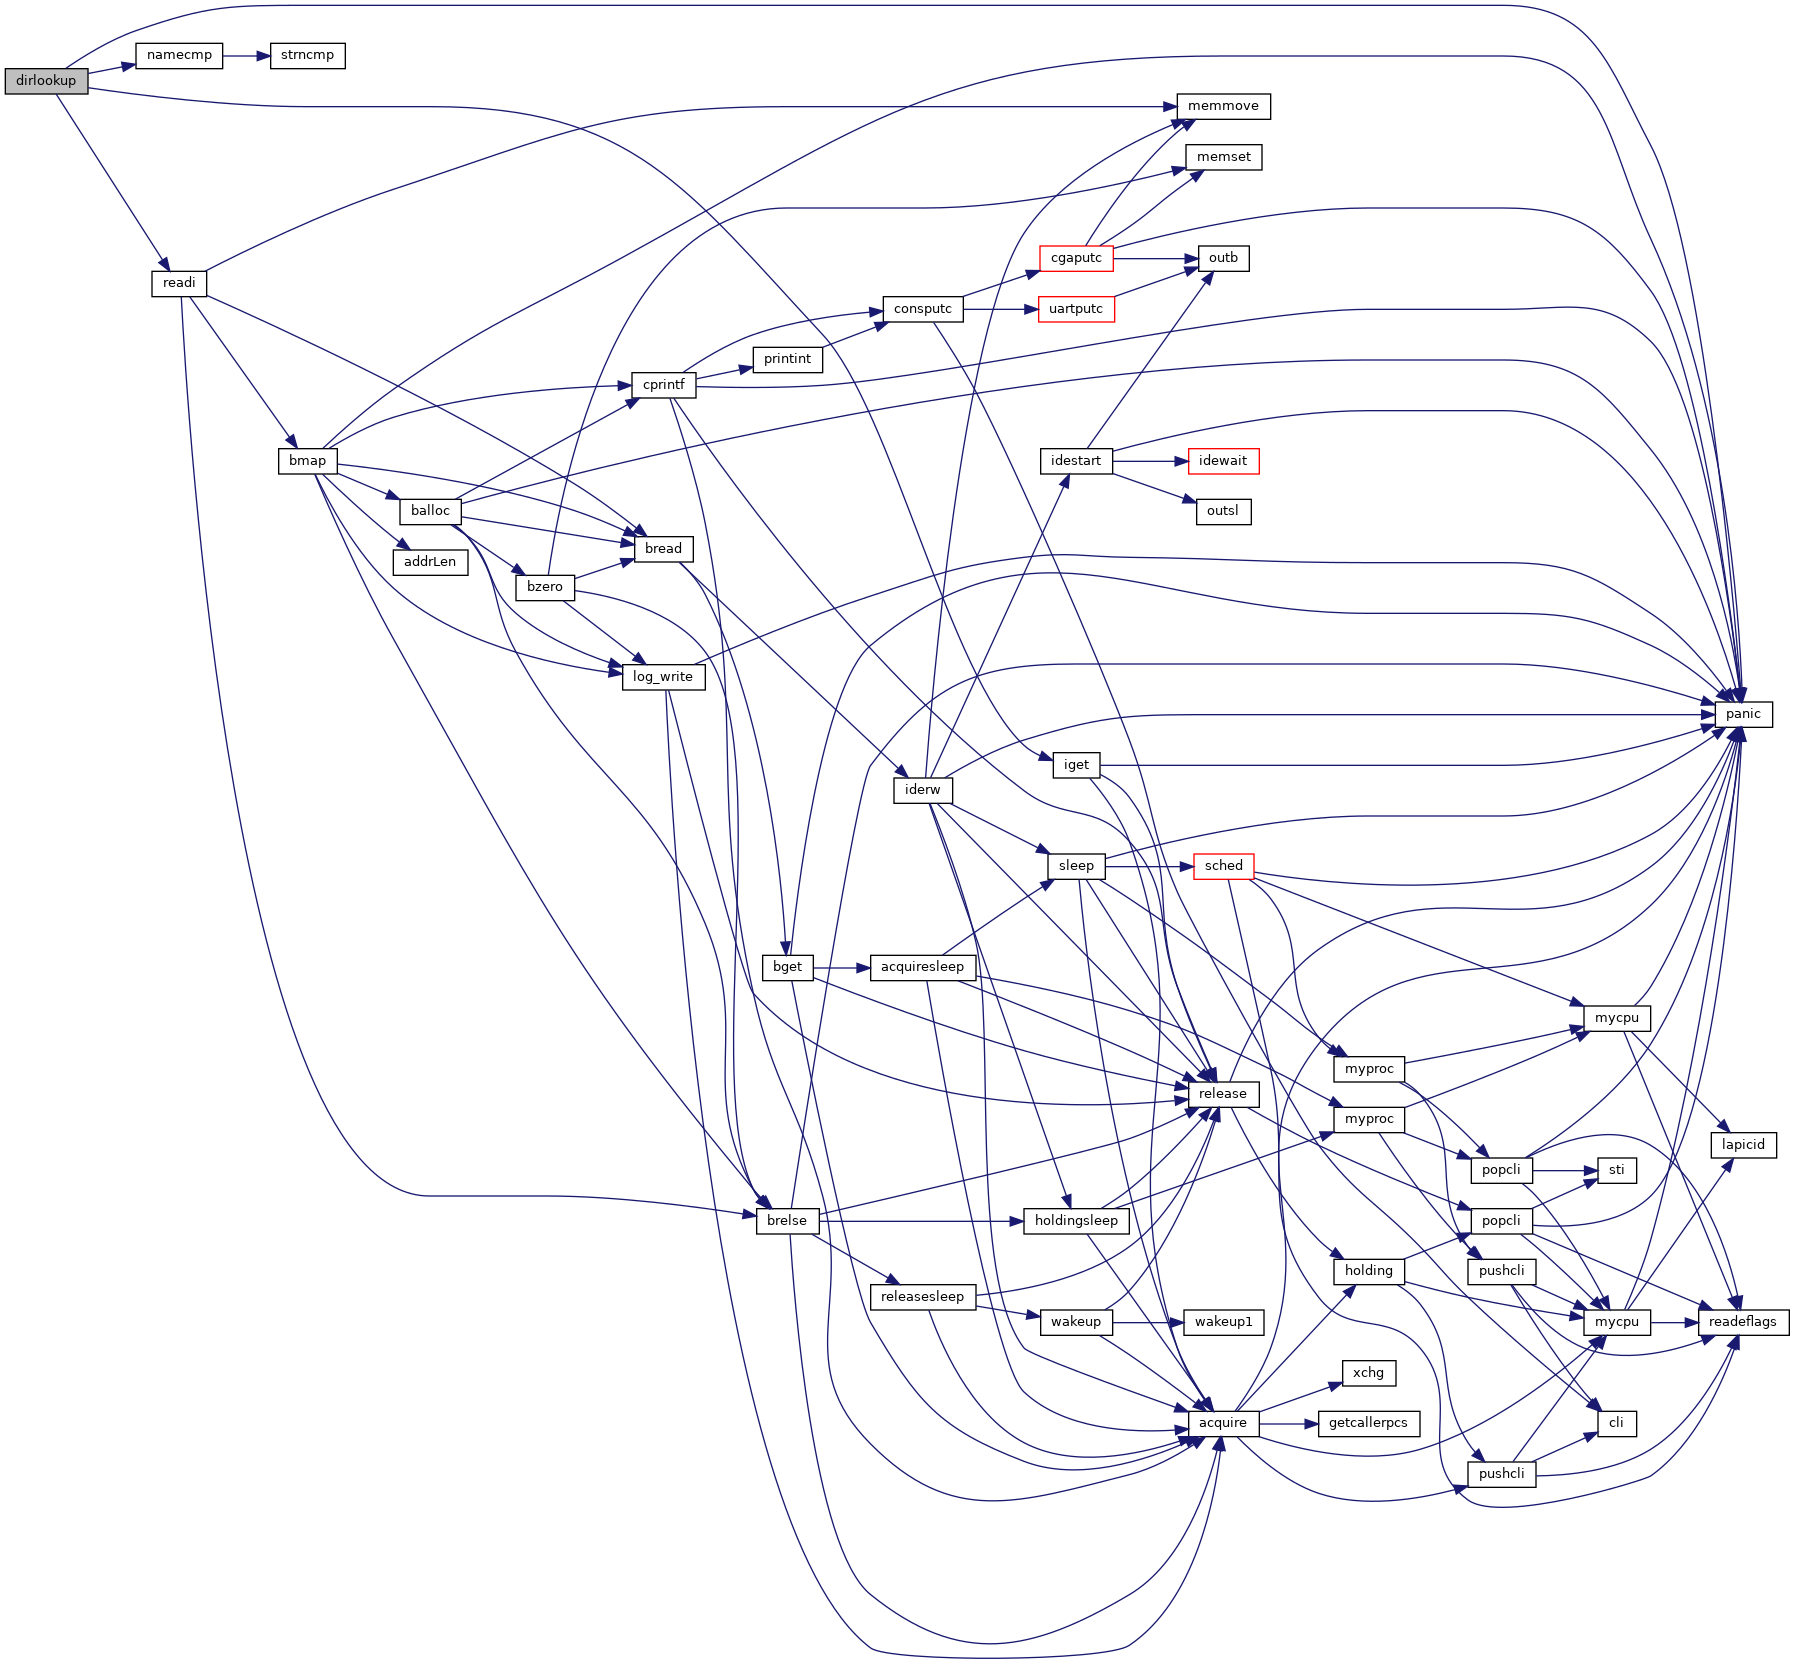 dirlookup
namecmp
strncmp
memmove
memset
cgaputc
outb
readi
consputc
uartputc
printint
cprintf
bmap
idestart
idewait
balloc
outsl
bread
addrLen
bzero
log_write
panic
iget
iderw
sleep
sched
bget
acquiresleep
mycpu
myproc
release
myproc
lapicid
popcli
sti
brelse
holdingsleep
popcli
holding
pushcli
releasesleep
wakeup
wakeup1
mycpu
readeflags
xchg
acquire
getcallerpcs
cli
pushcli